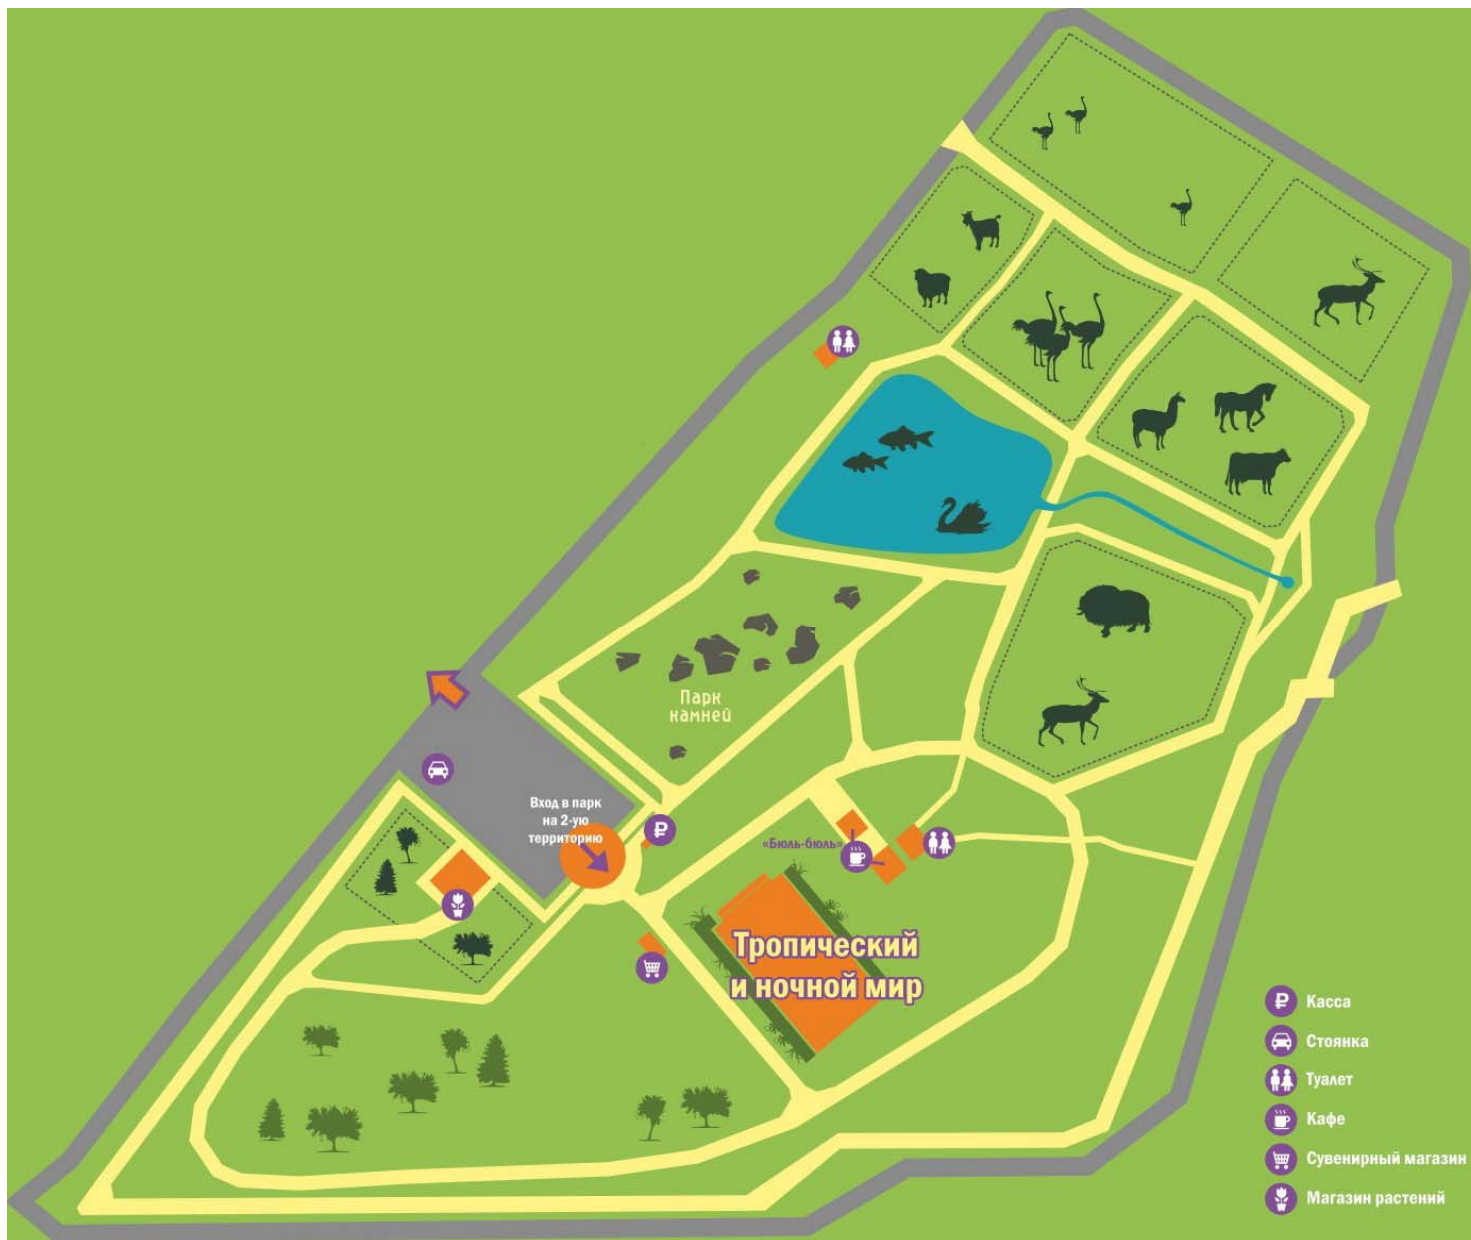 Парк
камней
Вход в парк
на 2-ую
территорию
₽
«Бюль-бюль»
Тропический
и ночной мир
₽ Касса
Стоянка
Туалет
Кафе
Сувенирный магазин
Магазин растений